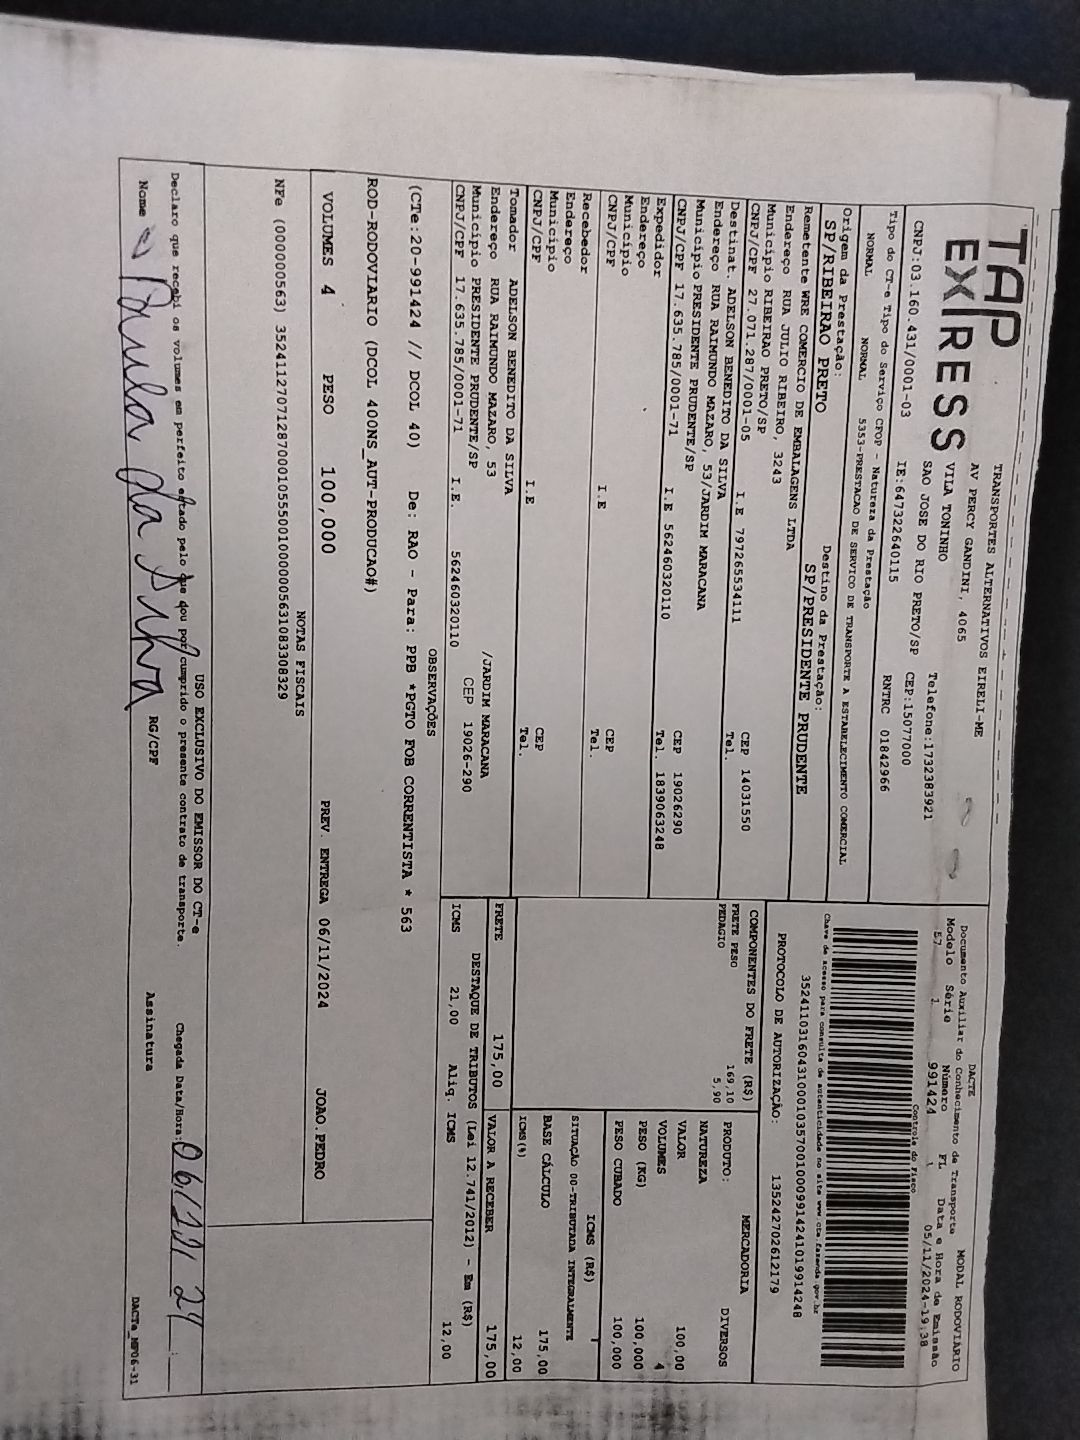 TAP
EXPRESS
TRANSPORTES ALTERNATIVOS EIRELI-ME
AV PERCY GANDINI, 4065
VILA TONINHO
SAO JOSE DO RIO PRETO/SP CEP:15077000
Telefone:1732383921
CNPJ:03.160.431/0001-03 IE:647322640115 RNTRC 01842966
Tipo do CT-e Tipo do Serviço CFOP - Natureza da Prestação
NORMAL NORMAL 5353-PRESTACAO DE SERVICO DE TRANSPORTE A ESTABELECIMENTO COMERCIAL
Origem da Prestação: Destino da Prestação:
SP/RIBEIRAO PRETO SP/PRESIDENTE PRUDENTE
Remetente WRE COMERCIO DE EMBALAGENS LTDA
Endereço RUA JULIO RIBEIRO, 3243
Município RIBEIRAO PRETO/SP CEP 14031550
CNPJ/CPF 27.071.287/0001-05 I.E 797265534111 Tel.
Destinat. ADELSON BENEDITO DA SILVA
Endereço RUA RAIMUNDO MAZARO, 53/JARDIM MARACANA
Município PRESIDENTE PRUDENTE/SP CEP 19026290
CNPJ/CPF 17.635.785/0001-71 I.E 562460320110 Tel. 1839063248
Expedidor
Endereço
Município CEP
CNPJ/CPF I.E Tel.
Recebedor
Endereço
Município CEP
CNPJ/CPF I.E Tel.
Tomador ADELSON BENEDITO DA SILVA
Endereço RUA RAIMUNDO MAZARO, 53 /JARDIM MARACANA
Município PRESIDENTE PRUDENTE/SP CEP 19026-290
CNPJ/CPF 17.635.785/0001-71 I.E. 562460320110
DACTE
Documento Auxiliar do Conhecimento de Transporte MODAL RODOVIÁRIO
Modelo Série Número FL Data e Hora de Emissão
57 1 991424 1 05/11/2024-19:38
Controle do Fisco
Chave de acesso para consulta de autenticidade no site www.cte.fazenda.gov.br
35241103160431000103570010009914241019914248
PROTOCOLO DE AUTORIZAÇÃO: 135242702612179
COMPONENTES DO FRETE (R$)
FRETE PESO 169,10
PEDAGIO 5,90
PRODUTO: MERCADORIA
NATUREZA DIVERSOS
VALOR 100,00
VOLUMES 4
PESO (KG) 100,000
PESO CUBADO 100,000
ICMS (R$)
SITUAÇÃO 00-TRIBUTADA INTEGRALMENTE
BASE CÁLCULO 175,00
ICMS(%) 12,00
FRETE 175,00 VALOR A RECEBER 175,00
DESTAQUE DE TRIBUTOS (Lei 12.741/2012) - Em (R$)
ICMS 21,00 Aliq. ICMS 12,00
OBSERVAÇÕES
(CTe:20-991424 // DCOL 40) De: RAO - Para: PPB *PGTO FOB CORRENTISTA * 563
ROD-RODOVIARIO (DCOL 400NS_AUT-PRODUCAO#)
VOLUMES 4 PESO 100,000 PREV. ENTREGA 06/11/2024 JOAO.PEDRO
NOTAS FISCAIS
NFe (000000563) 35241127071287000105550010000005631083308329
USO EXCLUSIVO DO EMISSOR DO CT-e
Declaro que recebi os volumes em perfeito estado pelo que dou por cumprido o presente contrato de transporte. Chegada Data/Hora: 06/11/24
Nome Paula da Silva RG/CPF Assinatura
DACTe_MP06-31